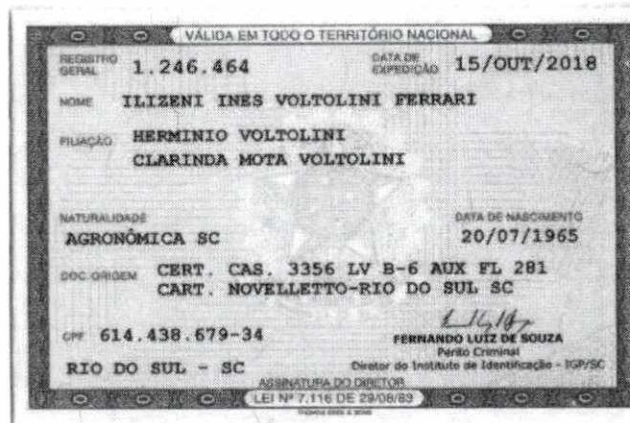 VÁLIDA EM TODO O TERRITÓRIO NACIONAL
REGISTRO GERAL 1.246.464 DATA DE EXPEDIÇÃO 15/OUT/2018
NOME ILIZENI INES VOLTOLINI FERRARI
FILIAÇÃO HERMINIO VOLTOLINI
CLARINDA MOTA VOLTOLINI
NATURALIDADE DATA DE NASCIMENTO
AGRONÔMICA SC 20/07/1965
DOC ORIGEM CERT. CAS. 3356 LV B-6 AUX FL 281
CART. NOVELLETTO-RIO DO SUL SC
CPF 614.438.679-34
FERNANDO LUIZ DE SOUZA
Perito Criminal
RIO DO SUL - SC Diretor do Instituto de Identificação - IGP/SC
ASSINATURA DO DIRETOR
LEI Nº 7.116 DE 29/08/83